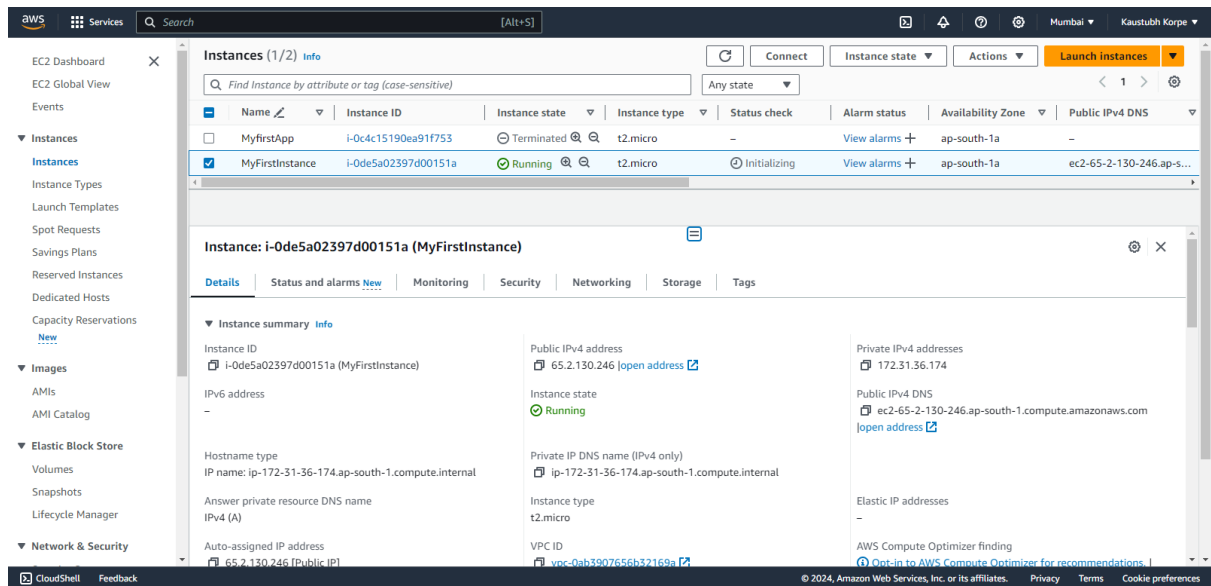 aws Services Search [Alt+S] Mumbai Kaustubh Korpe
EC2 Dashboard
EC2 Global View
Events
Instances
Instances
Instance Types
Launch Templates
Spot Requests
Savings Plans
Reserved Instances
Dedicated Hosts
Capacity Reservations
New
Images
AMIs
AMI Catalog
Elastic Block Store
Volumes
Snapshots
Lifecycle Manager
Network & Security
Instances (1/2) Info Connect Instance state Actions Launch instances
Find Instance by attribute or tag (case-sensitive) Any state 1
Name Instance ID Instance state Instance type Status check Alarm status Availability Zone Public IPv4 DNS
MyfirstApp i-0c4c15190ea91f753 Terminated t2.micro – View alarms + ap-south-1a –
MyFirstInstance i-0de5a02397d00151a Running t2.micro Initializing View alarms + ap-south-1a ec2-65-2-130-246.ap-s...
Instance: i-0de5a02397d00151a (MyFirstInstance)
Details Status and alarms New Monitoring Security Networking Storage Tags
Instance summary Info
Instance ID Public IPv4 address Private IPv4 addresses
i-0de5a02397d00151a (MyFirstInstance) 65.2.130.246 |open address 172.31.36.174
IPv6 address Instance state Public IPv4 DNS
– Running ec2-65-2-130-246.ap-south-1.compute.amazonaws.com
|open address
Hostname type Private IP DNS name (IPv4 only)
IP name: ip-172-31-36-174.ap-south-1.compute.internal ip-172-31-36-174.ap-south-1.compute.internal
Answer private resource DNS name Instance type Elastic IP addresses
IPv4 (A) t2.micro –
Auto-assigned IP address VPC ID AWS Compute Optimizer finding
65.2.130.246 [Public IP] vpc-0ab3907656b32169a Opt-in to AWS Compute Optimizer for recommendations. |
CloudShell Feedback © 2024, Amazon Web Services, Inc. or its affiliates. Privacy Terms Cookie preferences